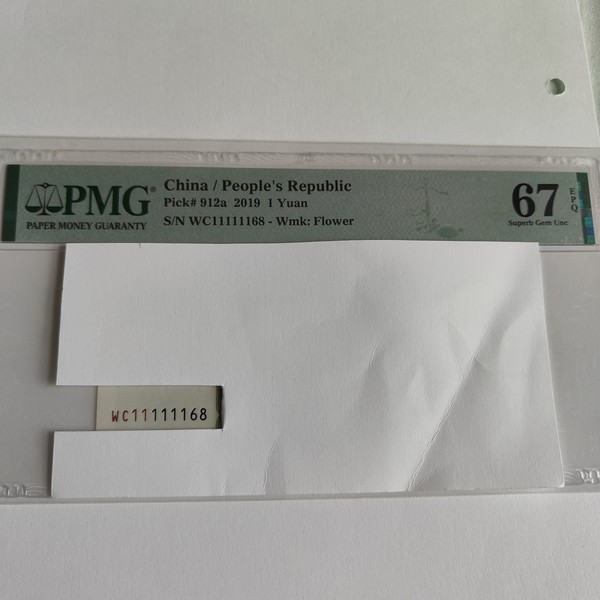 PMG
PAPER MONEY GUARANTY
China / People's Republic
Pick# 912a 2019 1 Yuan
S/N WC11111168 - Wmk: Flower
67 EPQ
Superb Gem Unc
WC11111168